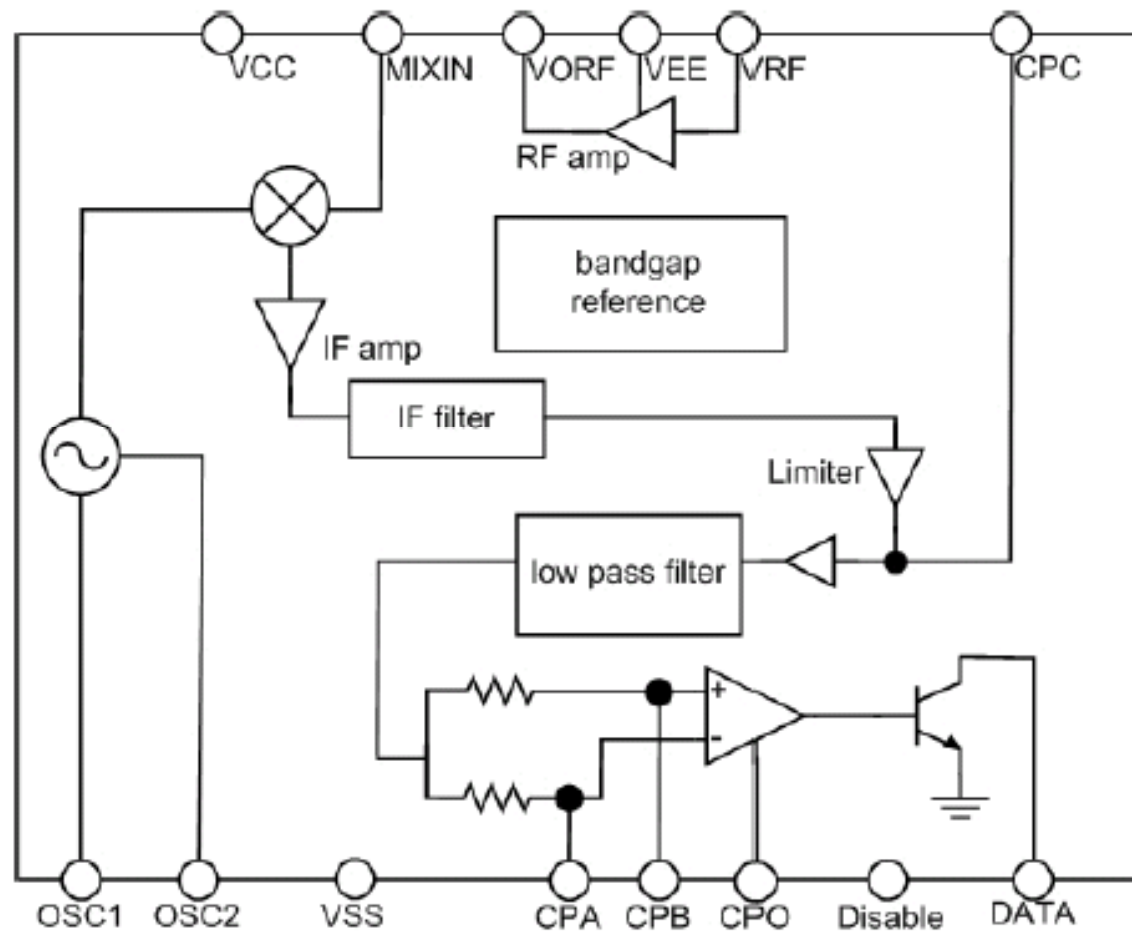 VCC
MIXIN
VORF
VEE
VRF
CPC
RF amp
bandgap
reference
IF amp
IF filter
Limiter
low pass filter
+
-
OSC1
OSC2
VSS
CPA
CPB
CPO
Disable
DATA